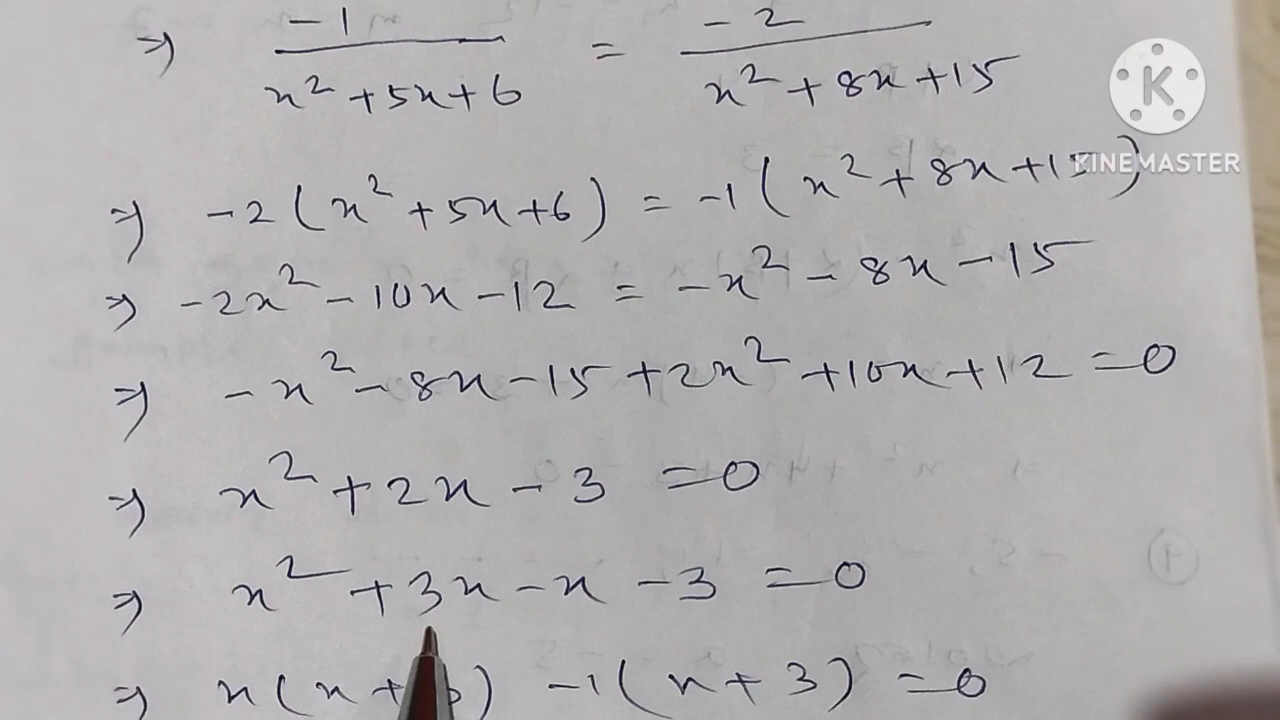 ⇒ -1 / x² + 5x + 6 = -2 / x² + 8x + 15
K
KINEMASTER
⇒ -2 ( x² + 5x + 6 ) = -1 ( x² + 8x + 15 )
⇒ -2x² - 10x - 12 = -x² - 8x - 15
⇒ -x² - 8x - 15 + 2x² + 10x + 12 = 0
⇒ x² + 2x - 3 = 0
⇒ x² + 3x - x - 3 = 0
⇒ x ( x + ) -1 ( x + 3 ) = 0